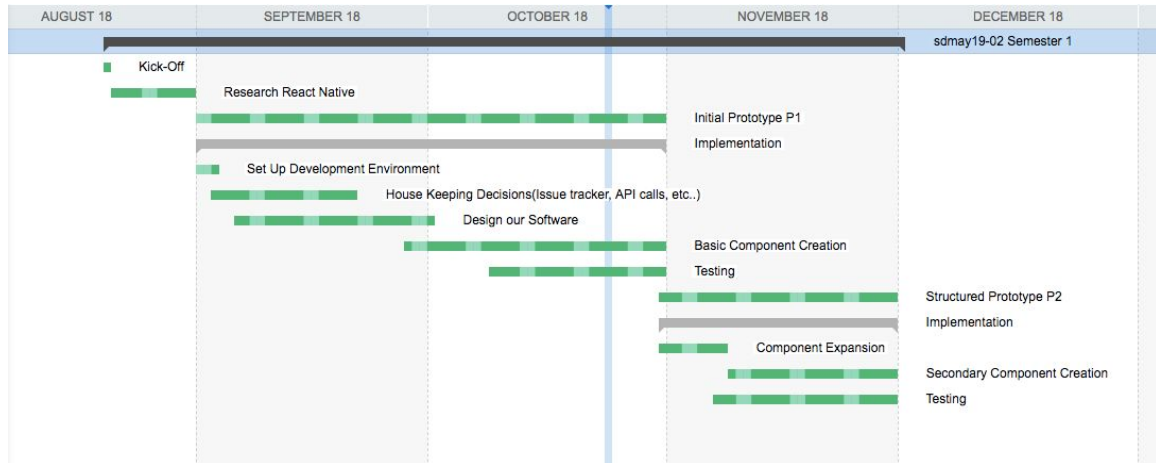 AUGUST 18 SEPTEMBER 18 OCTOBER 18 NOVEMBER 18 DECEMBER 18
sdmay19-02 Semester 1
Kick-Off
Research React Native
Initial Prototype P1
Implementation
Set Up Development Environment
House Keeping Decisions(Issue tracker, API calls, etc..)
Design our Software
Basic Component Creation
Testing
Structured Prototype P2
Implementation
Component Expansion
Secondary Component Creation
Testing